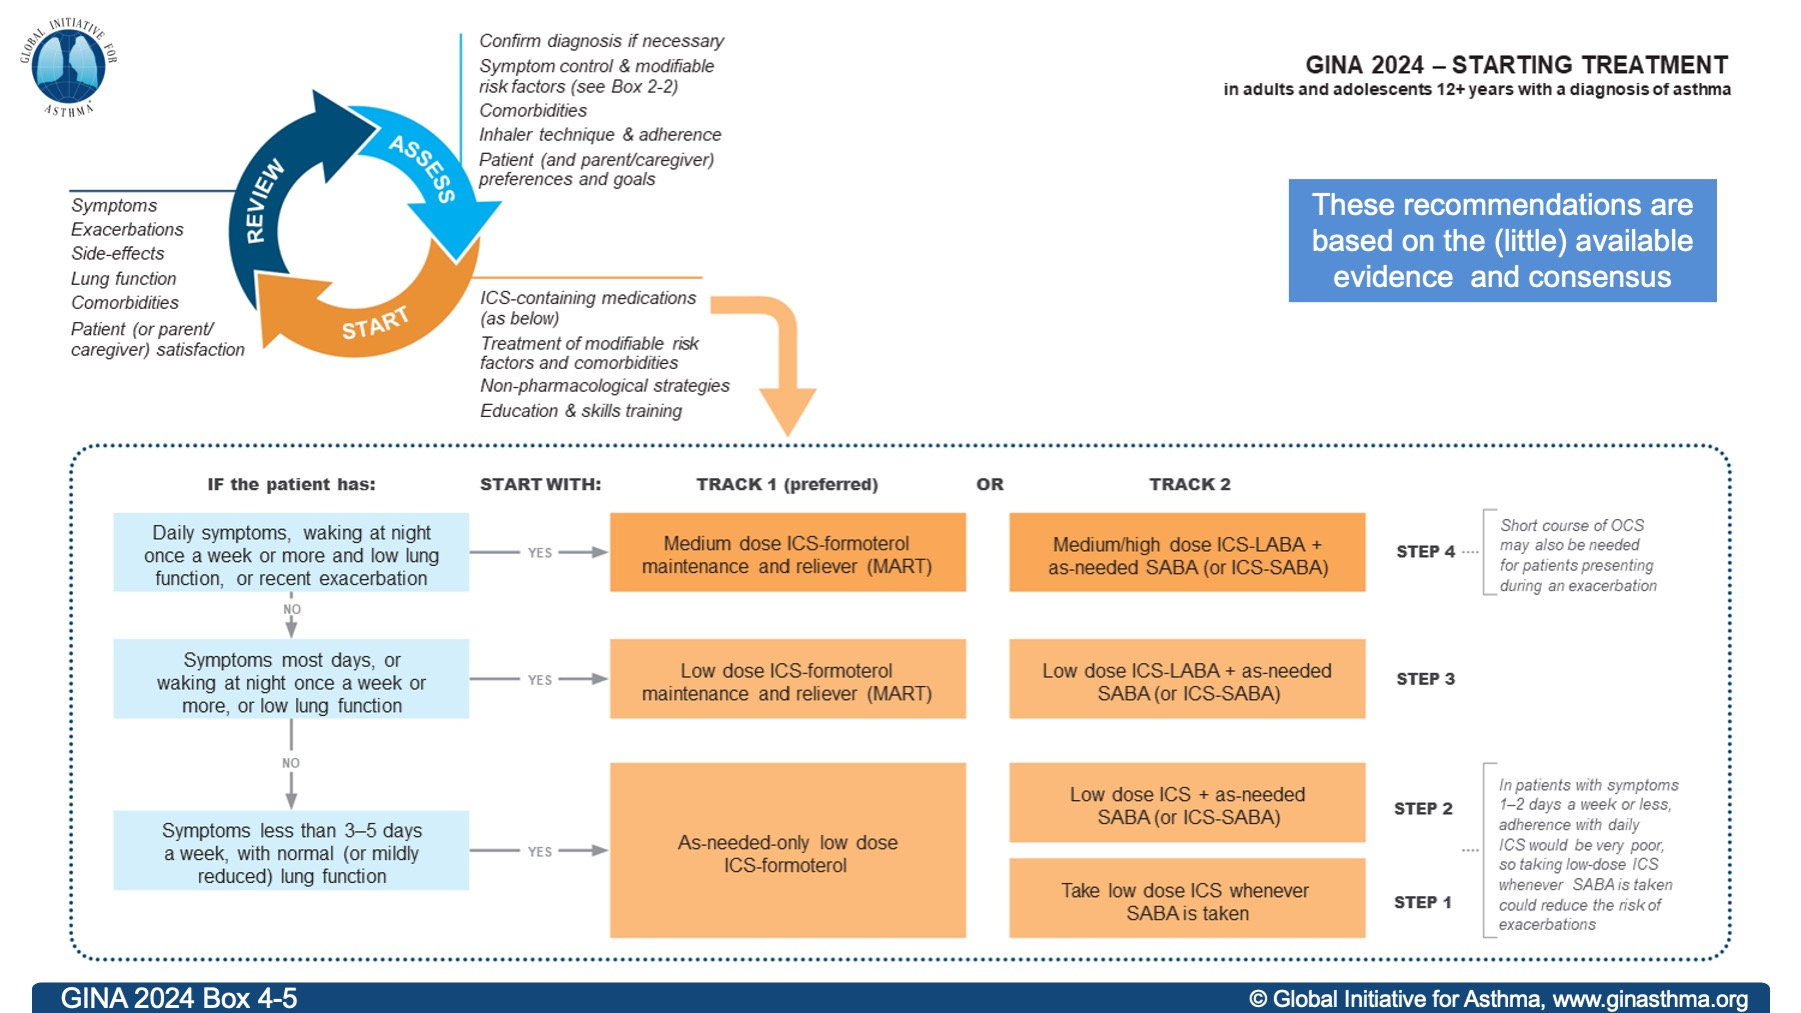 GLOBAL INITIATIVE FOR
ASTHMA
GINA 2024 – STARTING TREATMENT
in adults and adolescents 12+ years with a diagnosis of asthma
These recommendations are
based on the (little) available
evidence and consensus
REVIEW
ASSESS
START
Confirm diagnosis if necessary
Symptom control & modifiable
risk factors (see Box 2-2)
Comorbidities
Inhaler technique & adherence
Patient (and parent/caregiver)
preferences and goals
Symptoms
Exacerbations
Side-effects
Lung function
Comorbidities
Patient (or parent/
caregiver) satisfaction
ICS-containing medications
(as below)
Treatment of modifiable risk
factors and comorbidities
Non-pharmacological strategies
Education & skills training
IF the patient has:
START WITH:
TRACK 1 (preferred)
OR
TRACK 2
Daily symptoms, waking at night
once a week or more and low lung
function, or recent exacerbation
YES
Medium dose ICS-formoterol
maintenance and reliever (MART)
Medium/high dose ICS-LABA +
as-needed SABA (or ICS-SABA)
STEP 4
Short course of OCS
may also be needed
for patients presenting
during an exacerbation
NO
Symptoms most days, or
waking at night once a week or
more, or low lung function
YES
Low dose ICS-formoterol
maintenance and reliever (MART)
Low dose ICS-LABA + as-needed
SABA (or ICS-SABA)
STEP 3
NO
Symptoms less than 3–5 days
a week, with normal (or mildly
reduced) lung function
YES
As-needed-only low dose
ICS-formoterol
Low dose ICS + as-needed
SABA (or ICS-SABA)
STEP 2
Take low dose ICS whenever
SABA is taken
STEP 1
In patients with symptoms
1–2 days a week or less,
adherence with daily
ICS would be very poor,
so taking low-dose ICS
whenever SABA is taken
could reduce the risk of
exacerbations
GINA 2024 Box 4-5
© Global Initiative for Asthma, www.ginasthma.org